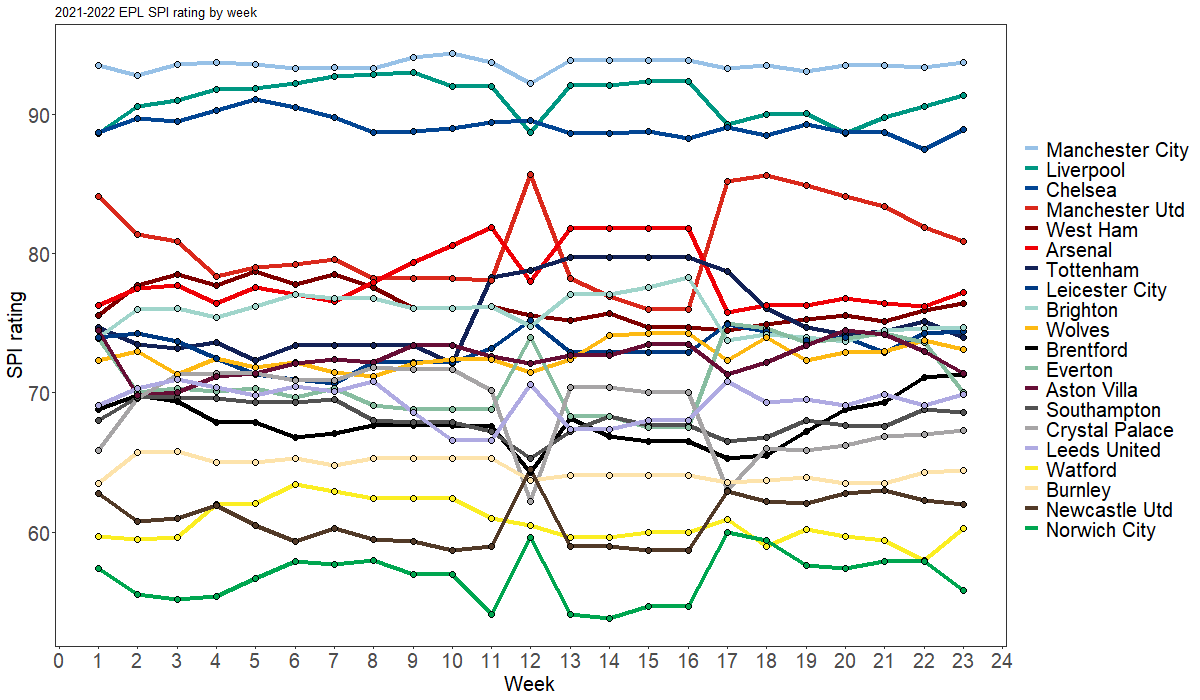 2021-2022 EPL SPI rating by week
SPI rating
90
80
70
60
0 1 2 3 4 5 6 7 8 9 10 11 12 13 14 15 16 17 18 19 20 21 22 23 24
Week
Manchester City
Liverpool
Chelsea
Manchester Utd
West Ham
Arsenal
Tottenham
Leicester City
Brighton
Wolves
Brentford
Everton
Aston Villa
Southampton
Crystal Palace
Leeds United
Watford
Burnley
Newcastle Utd
Norwich City